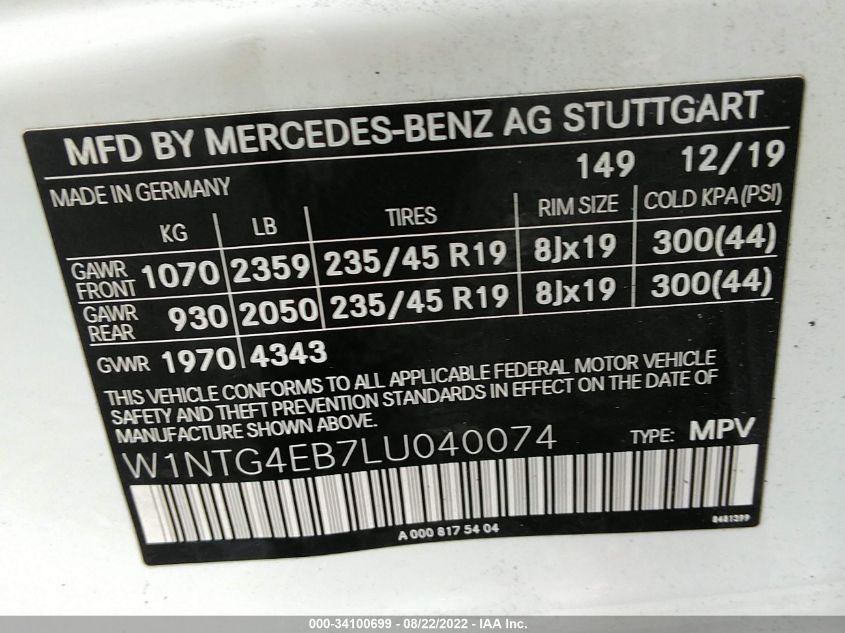 MFD BY MERCEDES-BENZ AG STUTTGART
MADE IN GERMANY 149 12/19
KG LB TIRES RIM SIZE COLD KPA (PSI)
GAWR FRONT 1070 2359 235/45 R19 8Jx19 300(44)
GAWR REAR 930 2050 235/45 R19 8Jx19 300(44)
GVWR 1970 4343
THIS VEHICLE CONFORMS TO ALL APPLICABLE FEDERAL MOTOR VEHICLE
SAFETY AND THEFT PREVENTION STANDARDS IN EFFECT ON THE DATE OF
MANUFACTURE SHOWN ABOVE.
W1NTG4EB7LU040074 TYPE: MPV
A 000 817 54 04 8481399
000-34100699 - 08/22/2022 - IAA Inc.